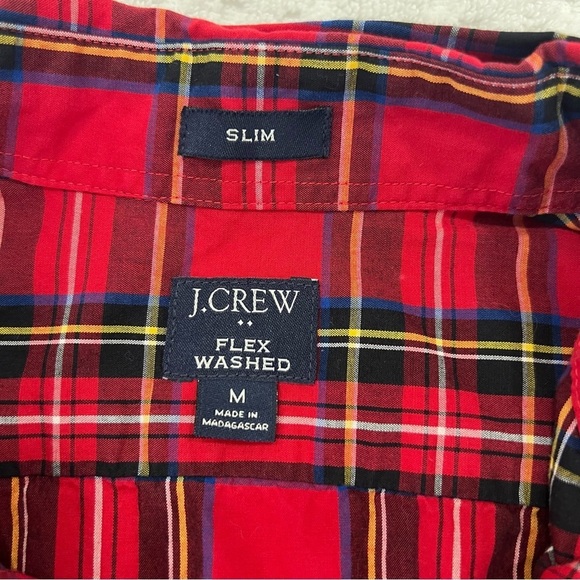 SLIM
J.CREW
FLEX
WASHED
M
MADE IN
MADAGASCAR